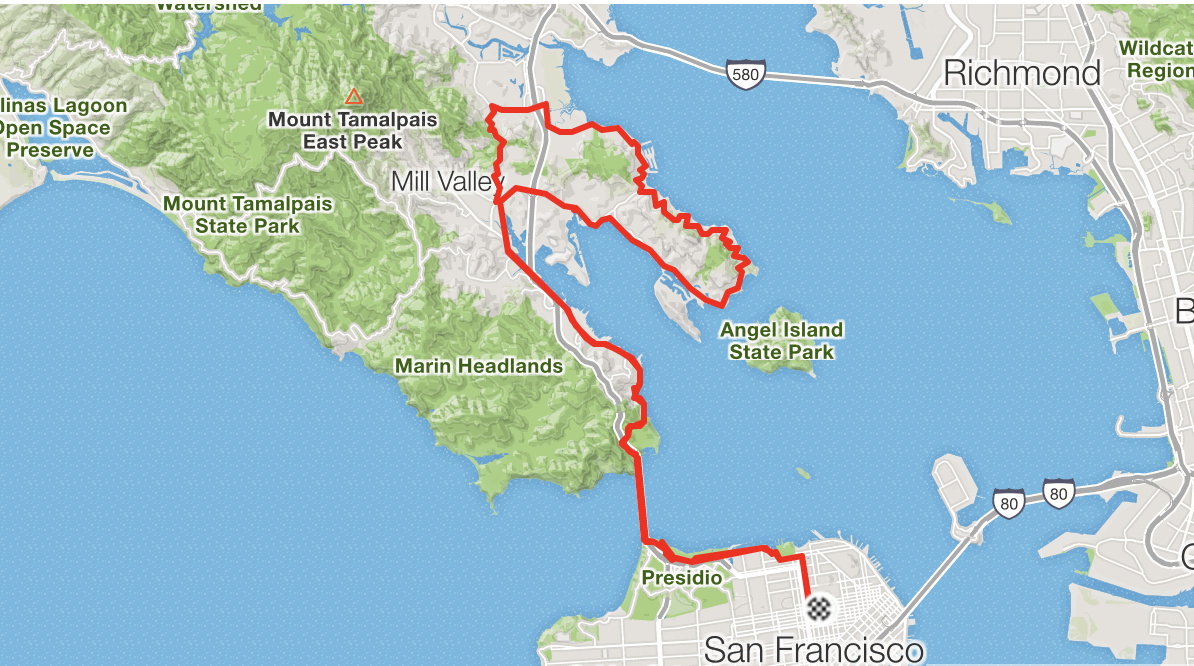 Watershed
580
Richmond
Wildcat
Region
linas Lagoon
Open Space
Preserve
Mount Tamalpais
East Peak
Mill Valley
Mount Tamalpais
State Park
Angel Island
State Park
B
Marin Headlands
80
80
Presidio
San Francisco